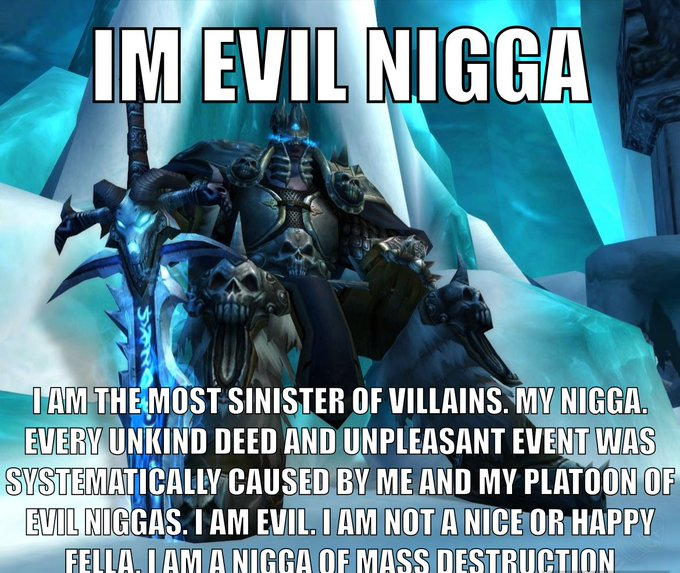 IM EVIL NIGGA
I AM THE MOST SINISTER OF VILLAINS. MY NIGGA.
EVERY UNKIND DEED AND UNPLEASANT EVENT WAS
SYSTEMATICALLY CAUSED BY ME AND MY PLATOON OF
EVIL NIGGAS. I AM EVIL. I AM NOT A NICE OR HAPPY
FELLA. I AM A NIGGA OF MASS DESTRUCTION